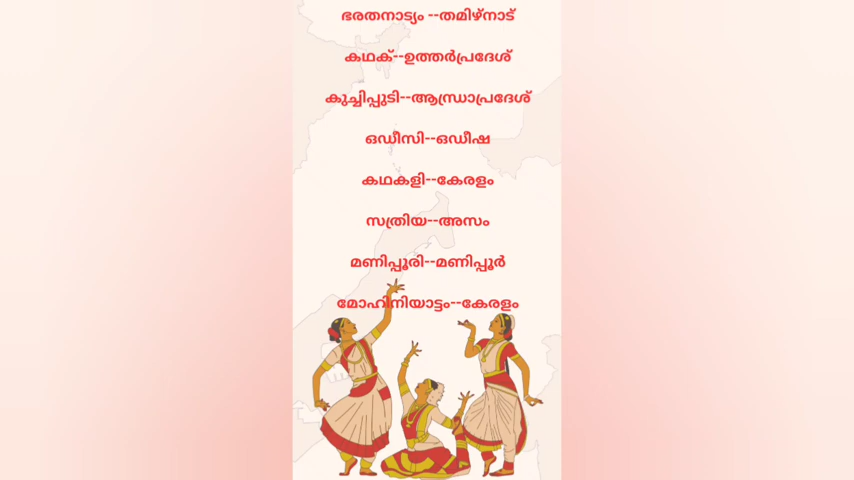 ഭരതനാട്യം --തമിഴ്നാട്
കഥക്--ഉത്തർപ്രദേശ്
കുച്ചിപ്പുടി--ആന്ധ്രാപ്രദേശ്
ഒഡീസി--ഒഡീഷ
കഥകളി--കേരളം
സത്രിയ--അസം
മണിപ്പൂരി--മണിപ്പൂർ
മോഹിനിയാട്ടം--കേരളം